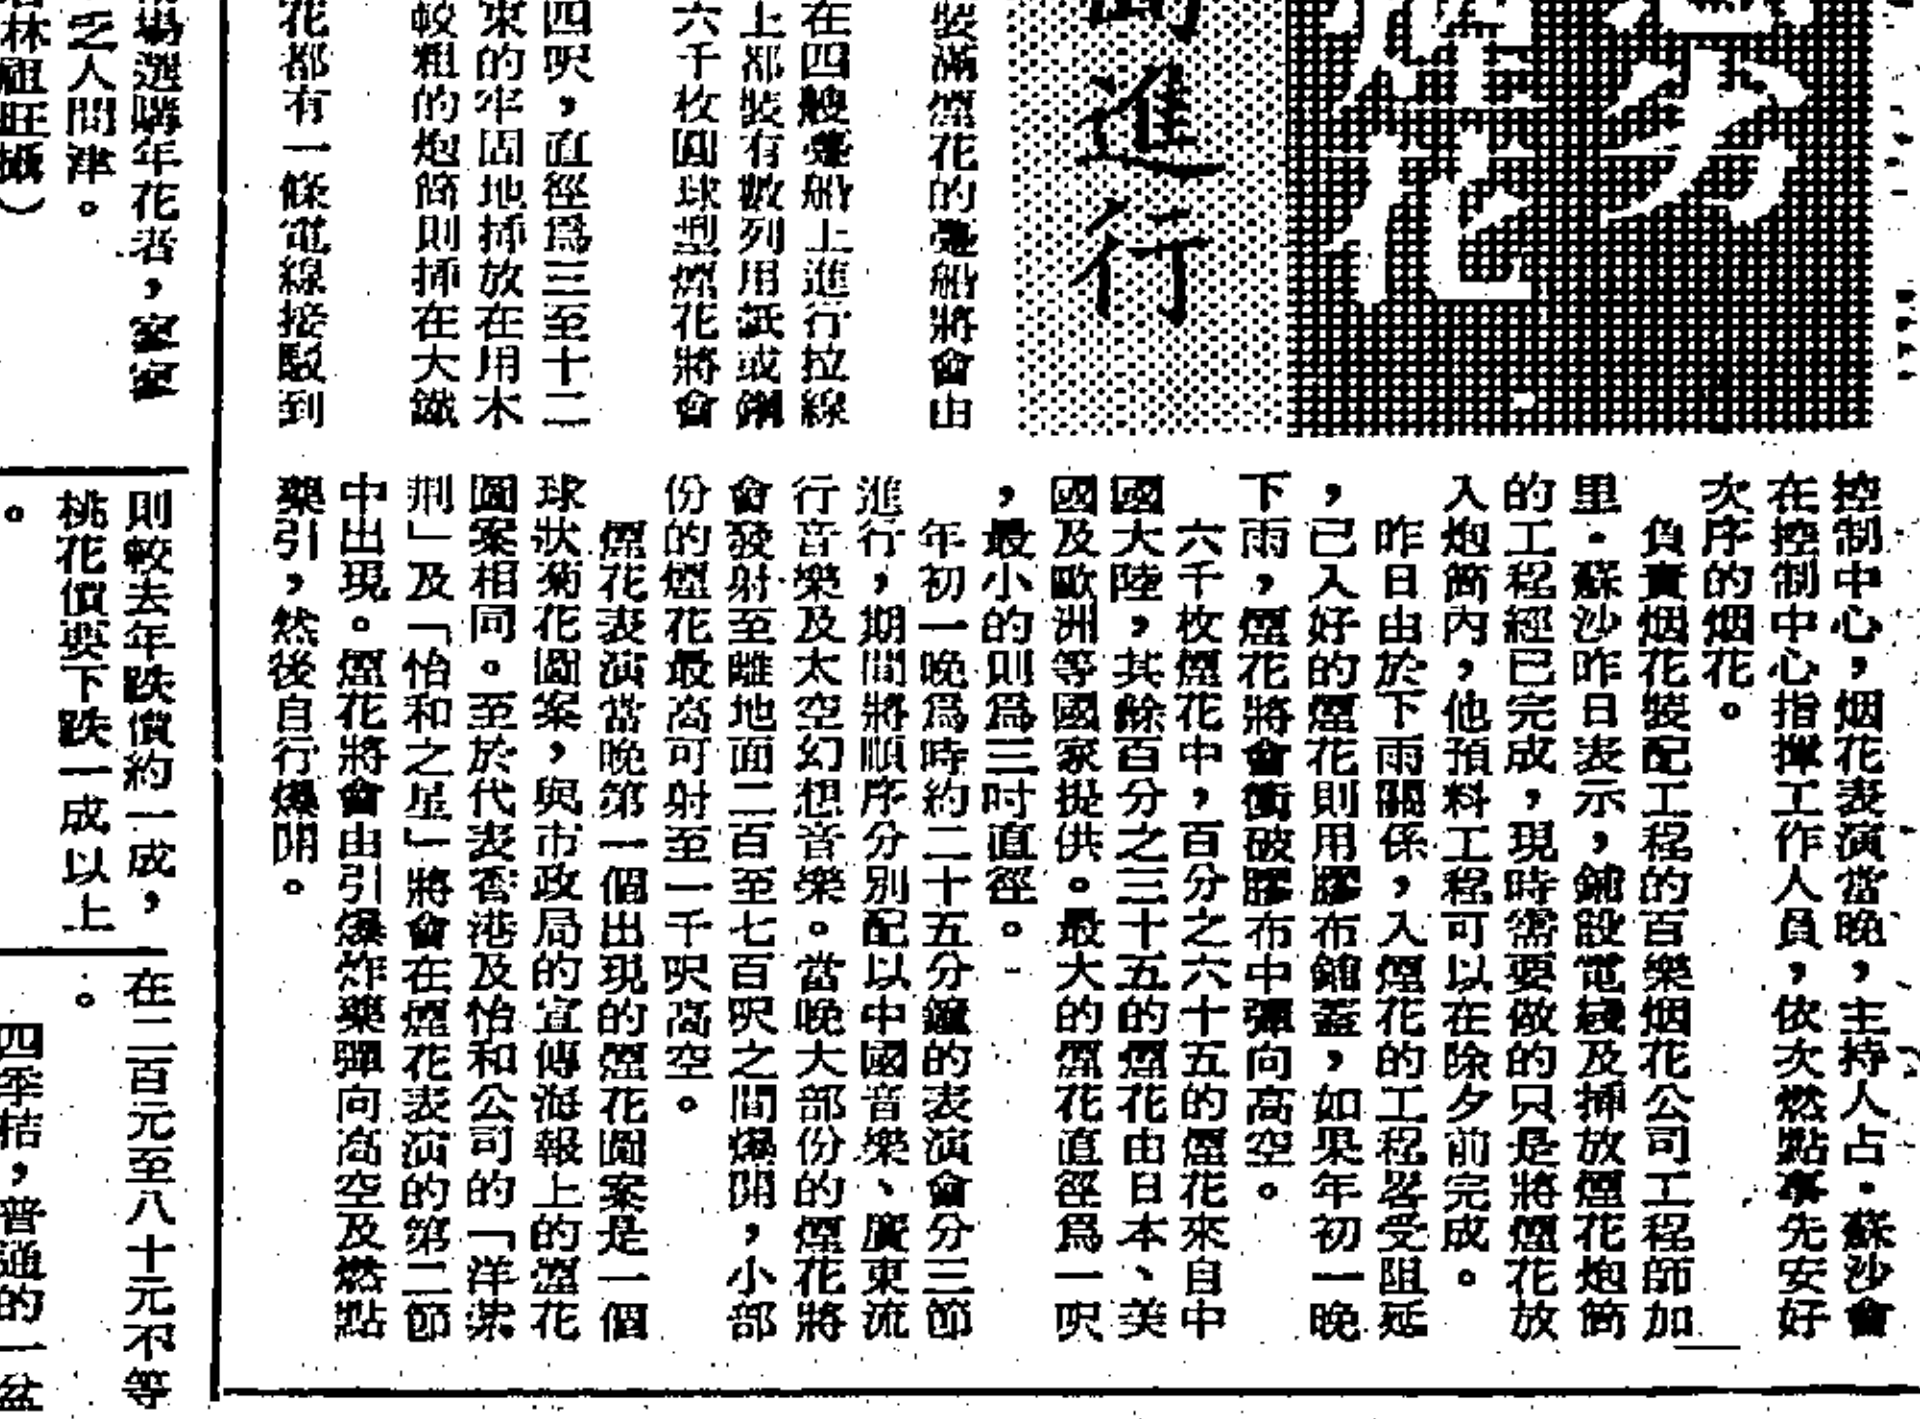 分
煙花
進行
裝滿煙花的躉船將會由
在四艘躉船上進行拉線
上都裝有數列用紙或鋼
六千枚圓球型煙花將會
四呎，直徑爲三至十二
東的牢固地揷放在用木
較粗的炮筒則揷在大鐵
花都有一條電線接駁到
控制中心，烟花表演當晚，主持人占·蘇沙會
在控制中心指揮工作人員，依次燃點事先安好
次序的烟花。
負責烟花裝配工程的百樂烟花公司工程師加
里·蘇沙昨日表示，鋪設電綫及揷放煙花炮筒
的工程經已完成，現時需要做的只是將煙花放
入炮筒內，他預料工程可以在除夕前完成。
昨日由於下雨關係，入煙花的工程畧受阻延
，已入好的煙花則用膠布鋪蓋，如果年初一晚
下雨，煙花將會衝破膠布中彈向高空。
六千枚煙花中，百分之六十五的煙花來自中
國大陸，其餘百分之三十五的煙花由日本、美
國及歐洲等國家提供。最大的煙花直徑爲一呎
，最小的則爲三吋直徑。
年初一晚爲時約二十五分鐘的表演會分三節
進行，期間將順序分別配以中國音樂、廣東流
行音樂及太空幻想音樂。當晚大部份的煙花將
會發射至離地面二百至七百呎之間爆開，小部
份的煙花最高可射至一千呎高空。
煙花表演當晚第一個出現的煙花圖案是一個
球狀菊花圖案，與市政局的宣傳海報上的煙花
圖案相同。至於代表香港及怡和公司的「洋紫
荆」及「怡和之星」將會在煙花表演的第二節
中出現。煙花將會由引爆炸藥彈向高空及燃點
藥引，然後自行爆開。
場選購年花者，家家
乏人問津。
林祖旺攝）
則較去年跌價約一成，
桃花價要下跌一成以上
。
在二百元至八十元不等
。
四季桔，普通的一盆